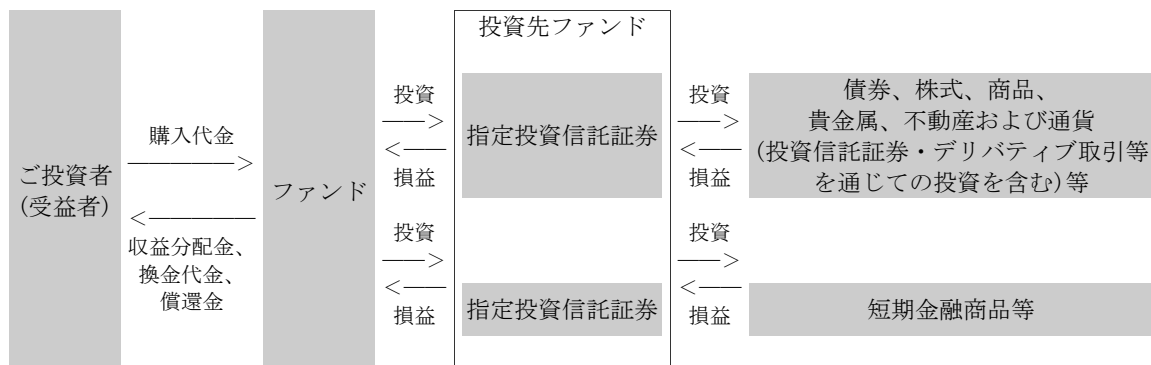 投資先ファンド
ご投資者
(受益者)
購入代金
————>
<————
収益分配金、
換金代金、
償還金
ファンド
投資
——>
<——
損益
指定投資信託証券
投資
——>
<——
損益
債券、株式、商品、
貴金属、不動産および通貨
(投資信託証券・デリバティブ取引等
を通じての投資を含む)等
投資
——>
<——
損益
指定投資信託証券
投資
——>
<——
損益
短期金融商品等